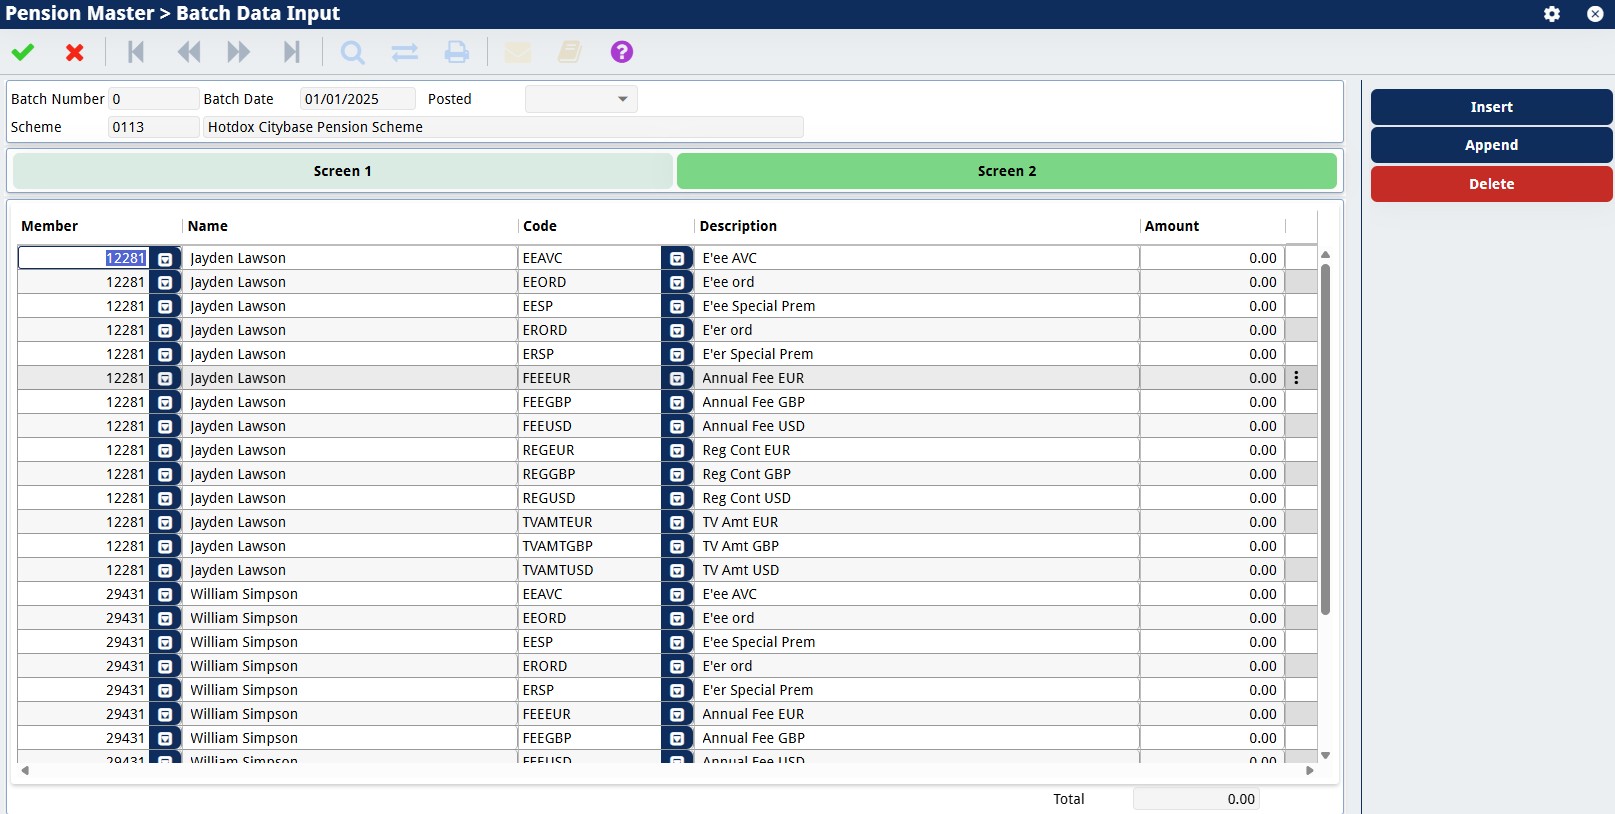 Pension Master > Batch Data Input
Batch Number 0 Batch Date 01/01/2025 Posted
Scheme 0113 Hotdox Citybase Pension Scheme
Screen 1 Screen 2
Insert
Append
Delete
Member Name Code Description Amount
12281 Jayden Lawson EEAVC E'ee AVC 0.00
12281 Jayden Lawson EEORD E'ee ord 0.00
12281 Jayden Lawson EESP E'ee Special Prem 0.00
12281 Jayden Lawson ERORD E'er ord 0.00
12281 Jayden Lawson ERSP E'er Special Prem 0.00
12281 Jayden Lawson FEEEUR Annual Fee EUR 0.00
12281 Jayden Lawson FEEGBP Annual Fee GBP 0.00
12281 Jayden Lawson FEEUSD Annual Fee USD 0.00
12281 Jayden Lawson REGEUR Reg Cont EUR 0.00
12281 Jayden Lawson REGGBP Reg Cont GBP 0.00
12281 Jayden Lawson REGUSD Reg Cont USD 0.00
12281 Jayden Lawson TVAMTEUR TV Amt EUR 0.00
12281 Jayden Lawson TVAMTGBP TV Amt GBP 0.00
12281 Jayden Lawson TVAMTUSD TV Amt USD 0.00
29431 William Simpson EEAVC E'ee AVC 0.00
29431 William Simpson EEORD E'ee ord 0.00
29431 William Simpson EESP E'ee Special Prem 0.00
29431 William Simpson ERORD E'er ord 0.00
29431 William Simpson ERSP E'er Special Prem 0.00
29431 William Simpson FEEEUR Annual Fee EUR 0.00
29431 William Simpson FEEGBP Annual Fee GBP 0.00
29431 William Simpson FEEUSD Annual Fee USD 0.00
Total 0.00